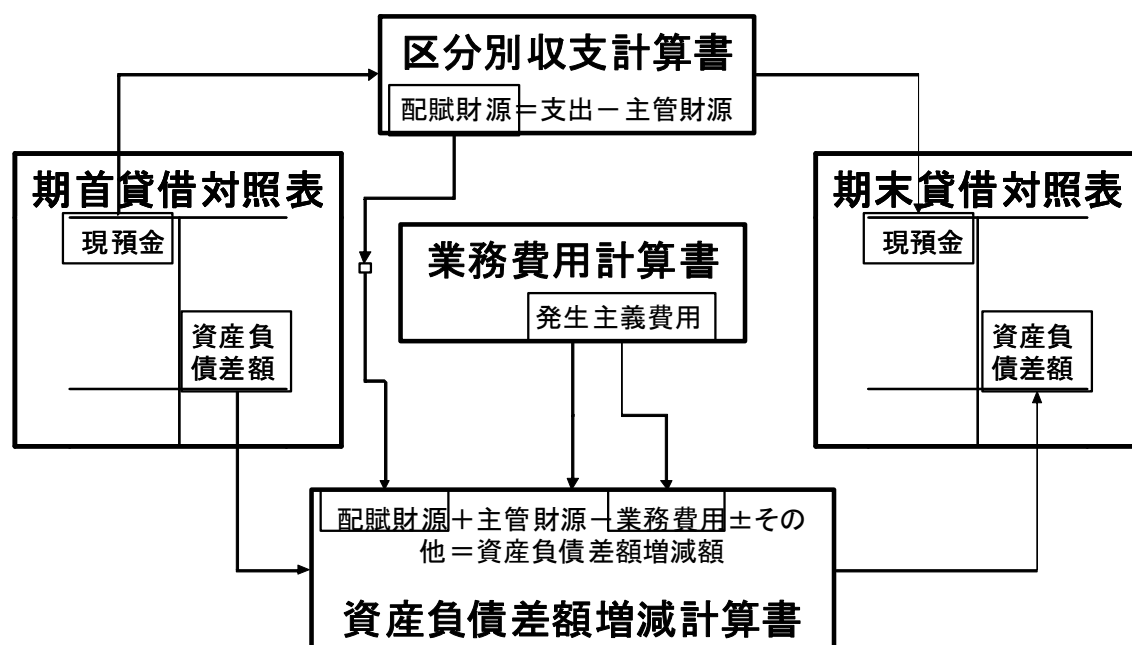 区分別収支計算書
配賦財源＝支出－主管財源
期首貸借対照表
現預金
資産負
債差額
業務費用計算書
発生主義費用
期末貸借対照表
現預金
資産負
債差額
配賦財源＋主管財源－業務費用±その
他＝資産負債差額増減額
資産負債差額増減計算書